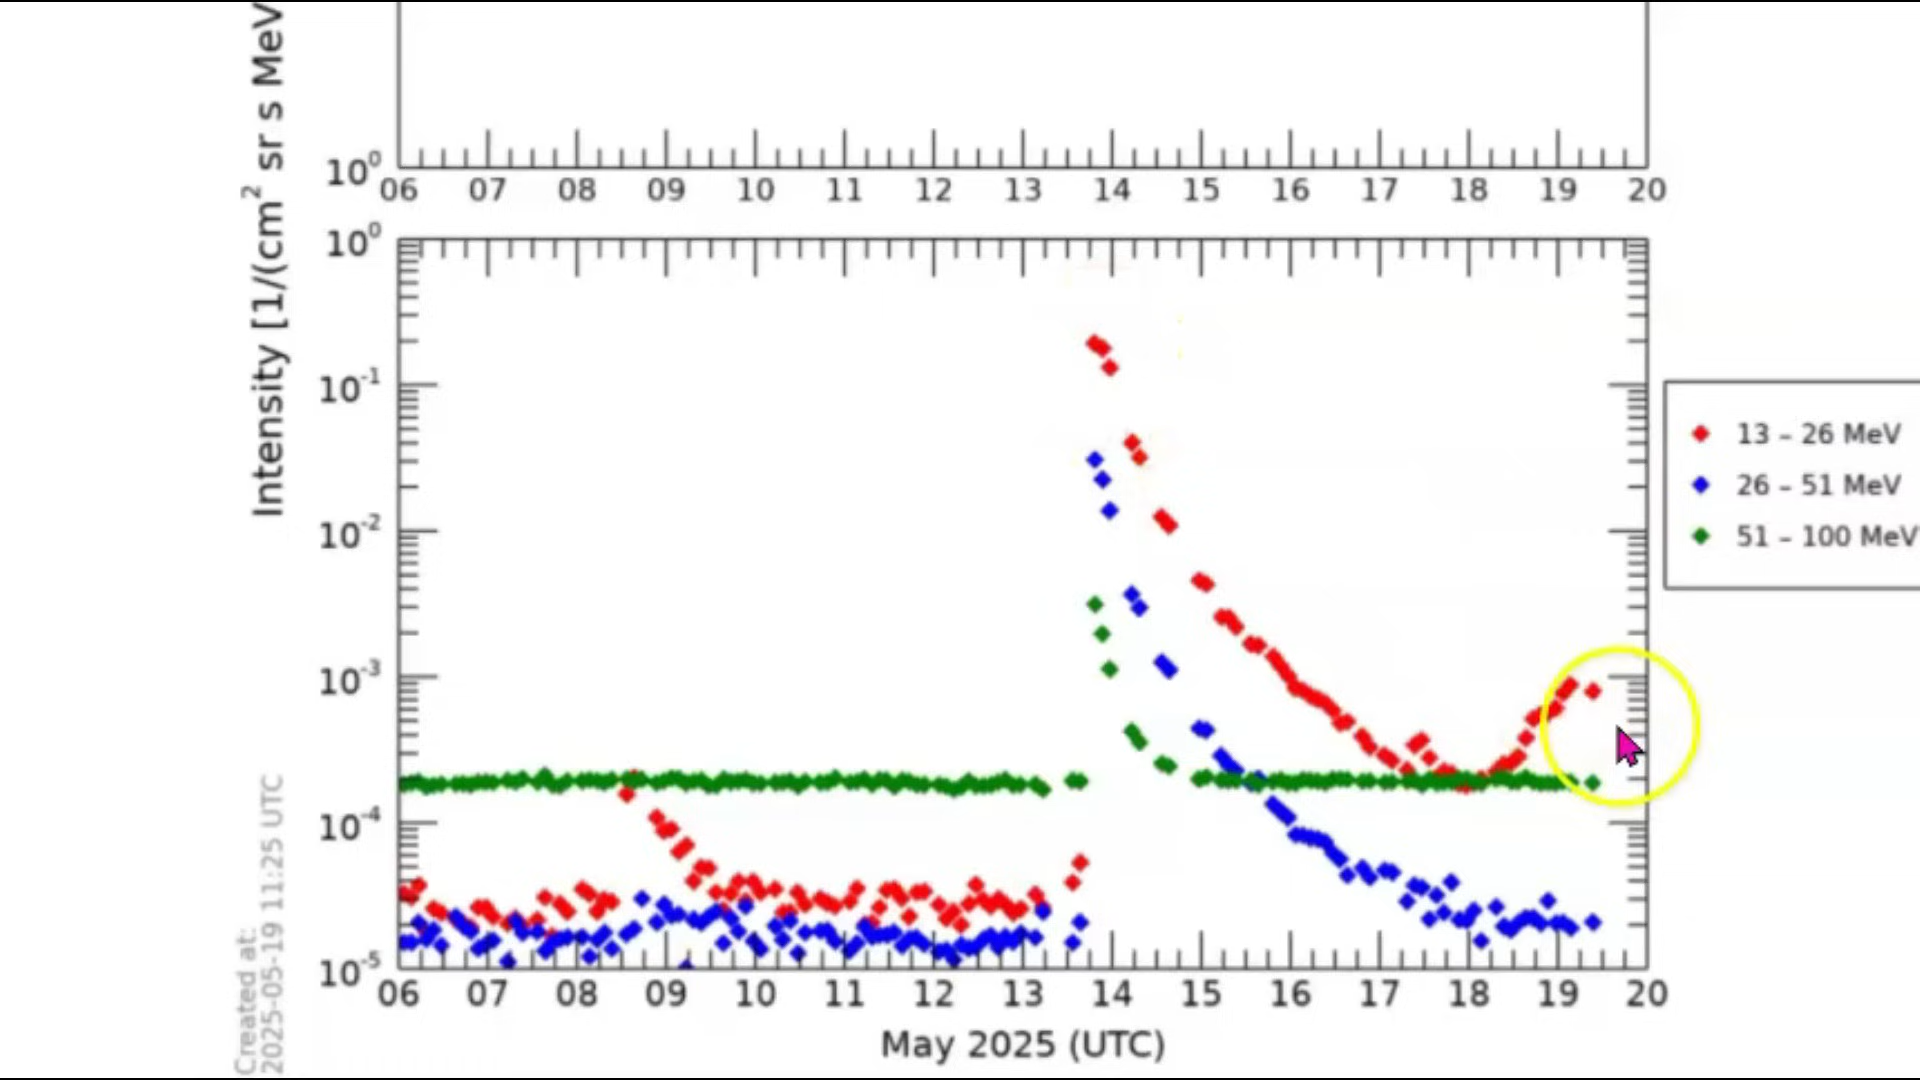 Intensity [1/(cm² sr s MeV
10⁰
06 07 08 09 10 11 12 13 14 15 16 17 18 19 20
10⁰
10⁻¹
10⁻²
10⁻³
10⁻⁴
10⁻⁵
06 07 08 09 10 11 12 13 14 15 16 17 18 19 20
May 2025 (UTC)
13 – 26 MeV
26 – 51 MeV
51 – 100 MeV
Created at:
2025-05-19 11:25 UTC